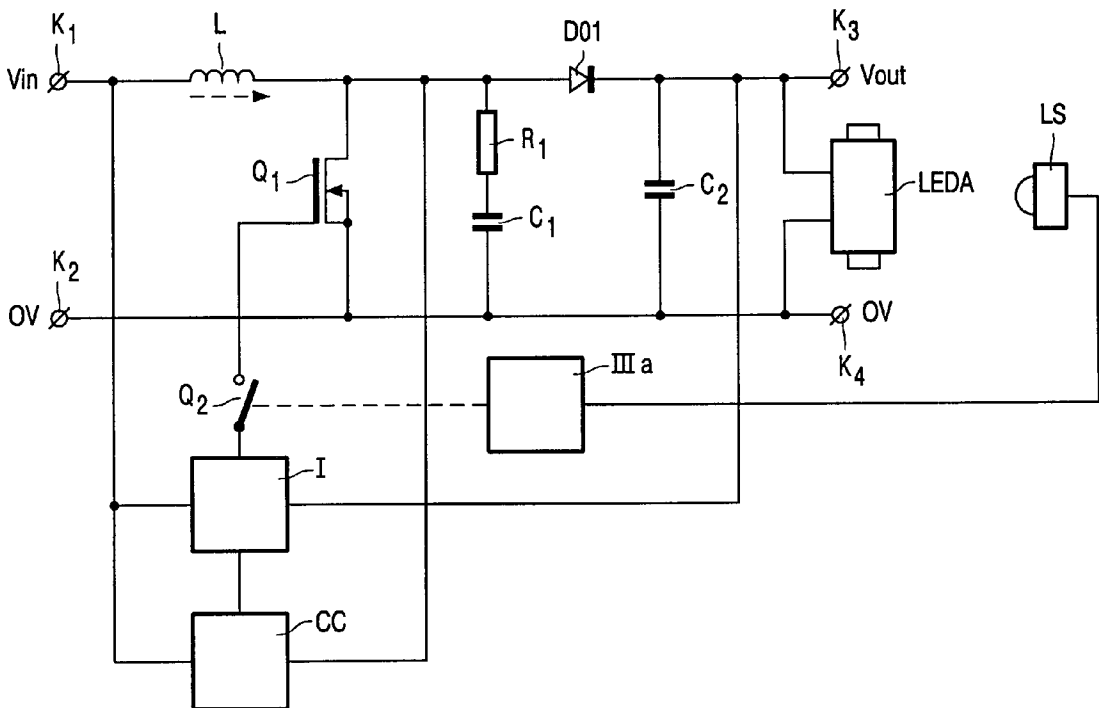 K1
L
D01
K3
Vin
Vout
LS
Q1
R1
C1
C2
LEDA
K2
OV
OV
K4
III a
Q2
I
CC